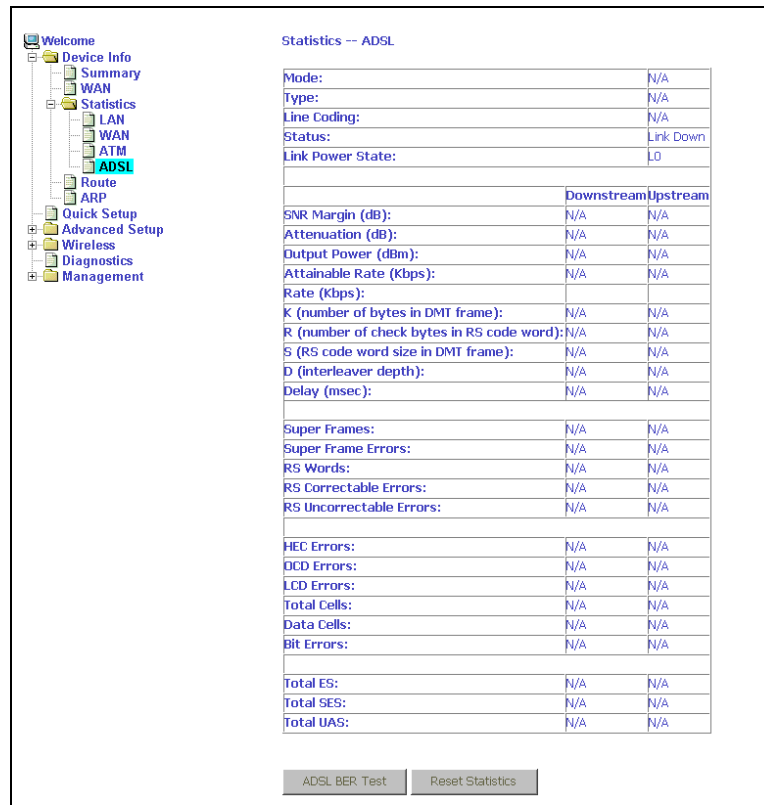 Welcome
Device Info
Summary
WAN
Statistics
LAN
WAN
ATM
ADSL
Route
ARP
Quick Setup
Advanced Setup
Wireless
Diagnostics
Management
Statistics -- ADSL
Mode: N/A
Type: N/A
Line Coding: N/A
Status: Link Down
Link Power State: L0
Downstream Upstream
SNR Margin (dB): N/A N/A
Attenuation (dB): N/A N/A
Output Power (dBm): N/A N/A
Attainable Rate (Kbps): N/A N/A
Rate (Kbps):
K (number of bytes in DMT frame): N/A N/A
R (number of check bytes in RS code word): N/A N/A
S (RS code word size in DMT frame): N/A N/A
D (interleaver depth): N/A N/A
Delay (msec): N/A N/A
Super Frames: N/A N/A
Super Frame Errors: N/A N/A
RS Words: N/A N/A
RS Correctable Errors: N/A N/A
RS Uncorrectable Errors: N/A N/A
HEC Errors: N/A N/A
OCD Errors: N/A N/A
LCD Errors: N/A N/A
Total Cells: N/A N/A
Data Cells: N/A N/A
Bit Errors: N/A N/A
Total ES: N/A N/A
Total SES: N/A N/A
Total UAS: N/A N/A
ADSL BER Test Reset Statistics